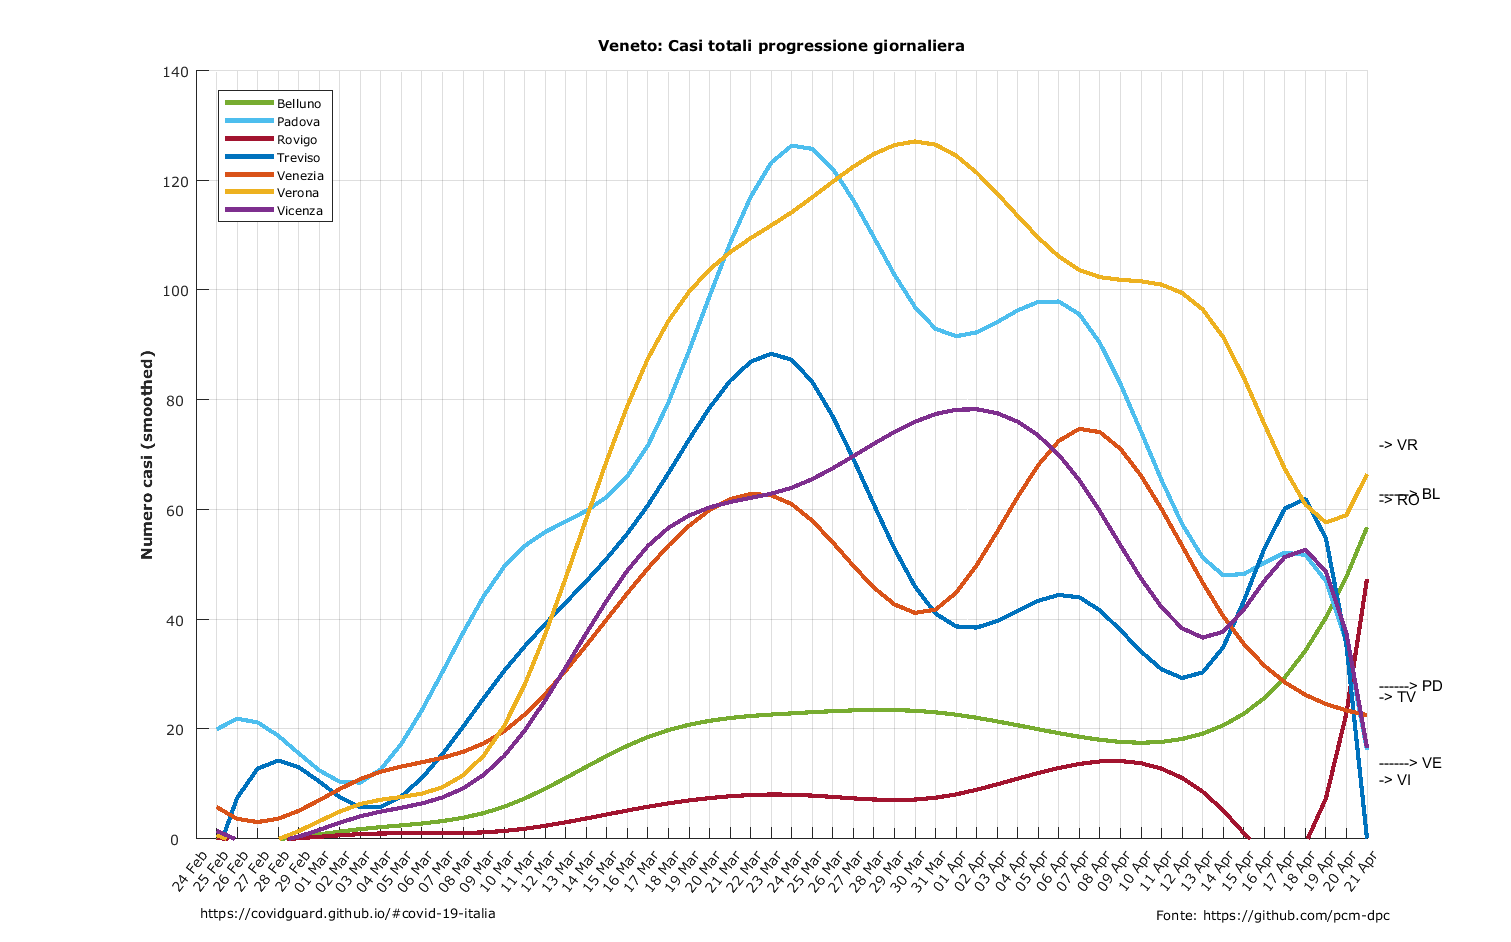 Veneto: Casi totali progressione giornaliera
Numero casi (smoothed)
140
120
100
80
60
40
20
0
Belluno
Padova
Rovigo
Treviso
Venezia
Verona
Vicenza
-> VR
------> BL
-> RO
------> PD
-> TV
------> VE
-> VI
24 Feb
25 Feb
26 Feb
27 Feb
28 Feb
29 Feb
01 Mar
02 Mar
03 Mar
04 Mar
06 Mar
07 Mar
08 Mar
09 Mar
10 Mar
11 Mar
12 Mar
13 Mar
14 Mar
15 Mar
16 Mar
17 Mar
18 Mar
19 Mar
20 Mar
21 Mar
22 Mar
23 Mar
24 Mar
25 Mar
26 Mar
27 Mar
28 Mar
29 Mar
30 Mar
31 Mar
01 Apr
02 Apr
03 Apr
04 Apr
05 Apr
06 Apr
07 Apr
08 Apr
09 Apr
10 Apr
11 Apr
12 Apr
13 Apr
14 Apr
15 Apr
16 Apr
17 Apr
18 Apr
19 Apr
20 Apr
21 Apr
https://covidguard.github.io/#covid-19-italia
Fonte: https://github.com/pcm-dpc